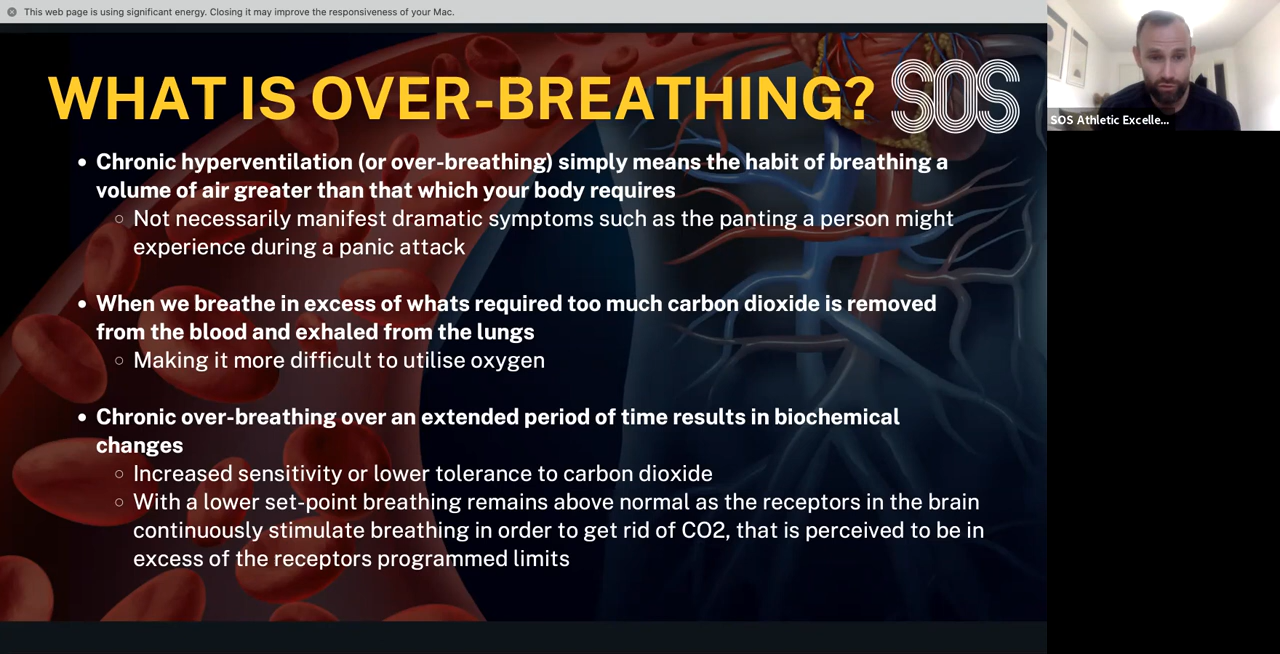 This web page is using significant energy. Closing it may improve the responsiveness of your Mac.
WHAT IS OVER-BREATHING?
SOS
SOS Athletic Excelle...
• Chronic hyperventilation (or over-breathing) simply means the habit of breathing a
volume of air greater than that which your body requires
○ Not necessarily manifest dramatic symptoms such as the panting a person might
experience during a panic attack
• When we breathe in excess of whats required too much carbon dioxide is removed
from the blood and exhaled from the lungs
○ Making it more difficult to utilise oxygen
• Chronic over-breathing over an extended period of time results in biochemical
changes
○ Increased sensitivity or lower tolerance to carbon dioxide
○ With a lower set-point breathing remains above normal as the receptors in the brain
continuously stimulate breathing in order to get rid of CO2, that is perceived to be in
excess of the receptors programmed limits